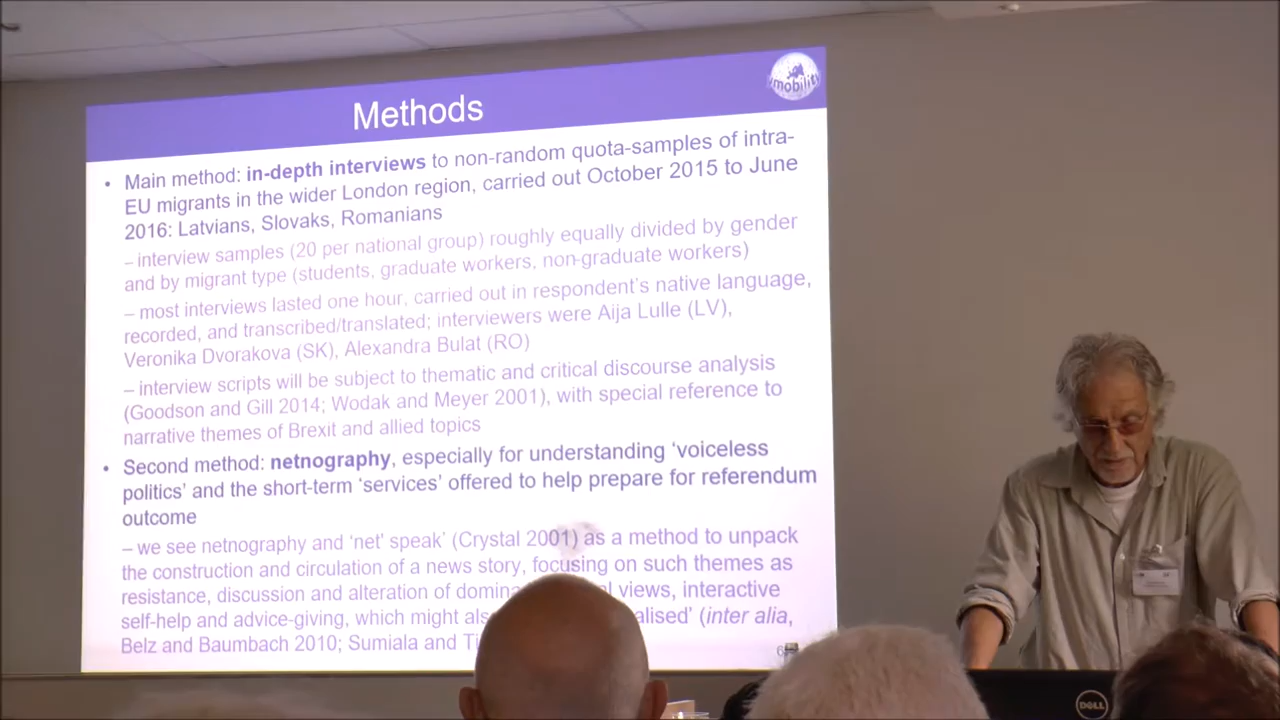 Methods
ymobility
• Main method: in-depth interviews to non-random quota-samples of intra-
EU migrants in the wider London region, carried out October 2015 to June
2016: Latvians, Slovaks, Romanians
– interview samples (20 per national group) roughly equally divided by gender
and by migrant type (students, graduate workers, non-graduate workers)
– most interviews lasted one hour, carried out in respondent's native language,
recorded, and transcribed/translated; interviewers were Aija Lulle (LV),
Veronika Dvorakova (SK), Alexandra Bulat (RO)
– interview scripts will be subject to thematic and critical discourse analysis
(Goodson and Gill 2014; Wodak and Meyer 2001), with special reference to
narrative themes of Brexit and allied topics
• Second method: netnography, especially for understanding ‘voiceless
politics’ and the short-term ‘services’ offered to help prepare for referendum
outcome
– we see netnography and ‘net’ speak’ (Crystal 2001) as a method to unpack
the construction and circulation of a news story, focusing on such themes as
resistance, discussion and alteration of views, interactive
self-help and advice-giving, which might (inter alia,
Belz and Baumbach 2010; Sumiala and
DELL